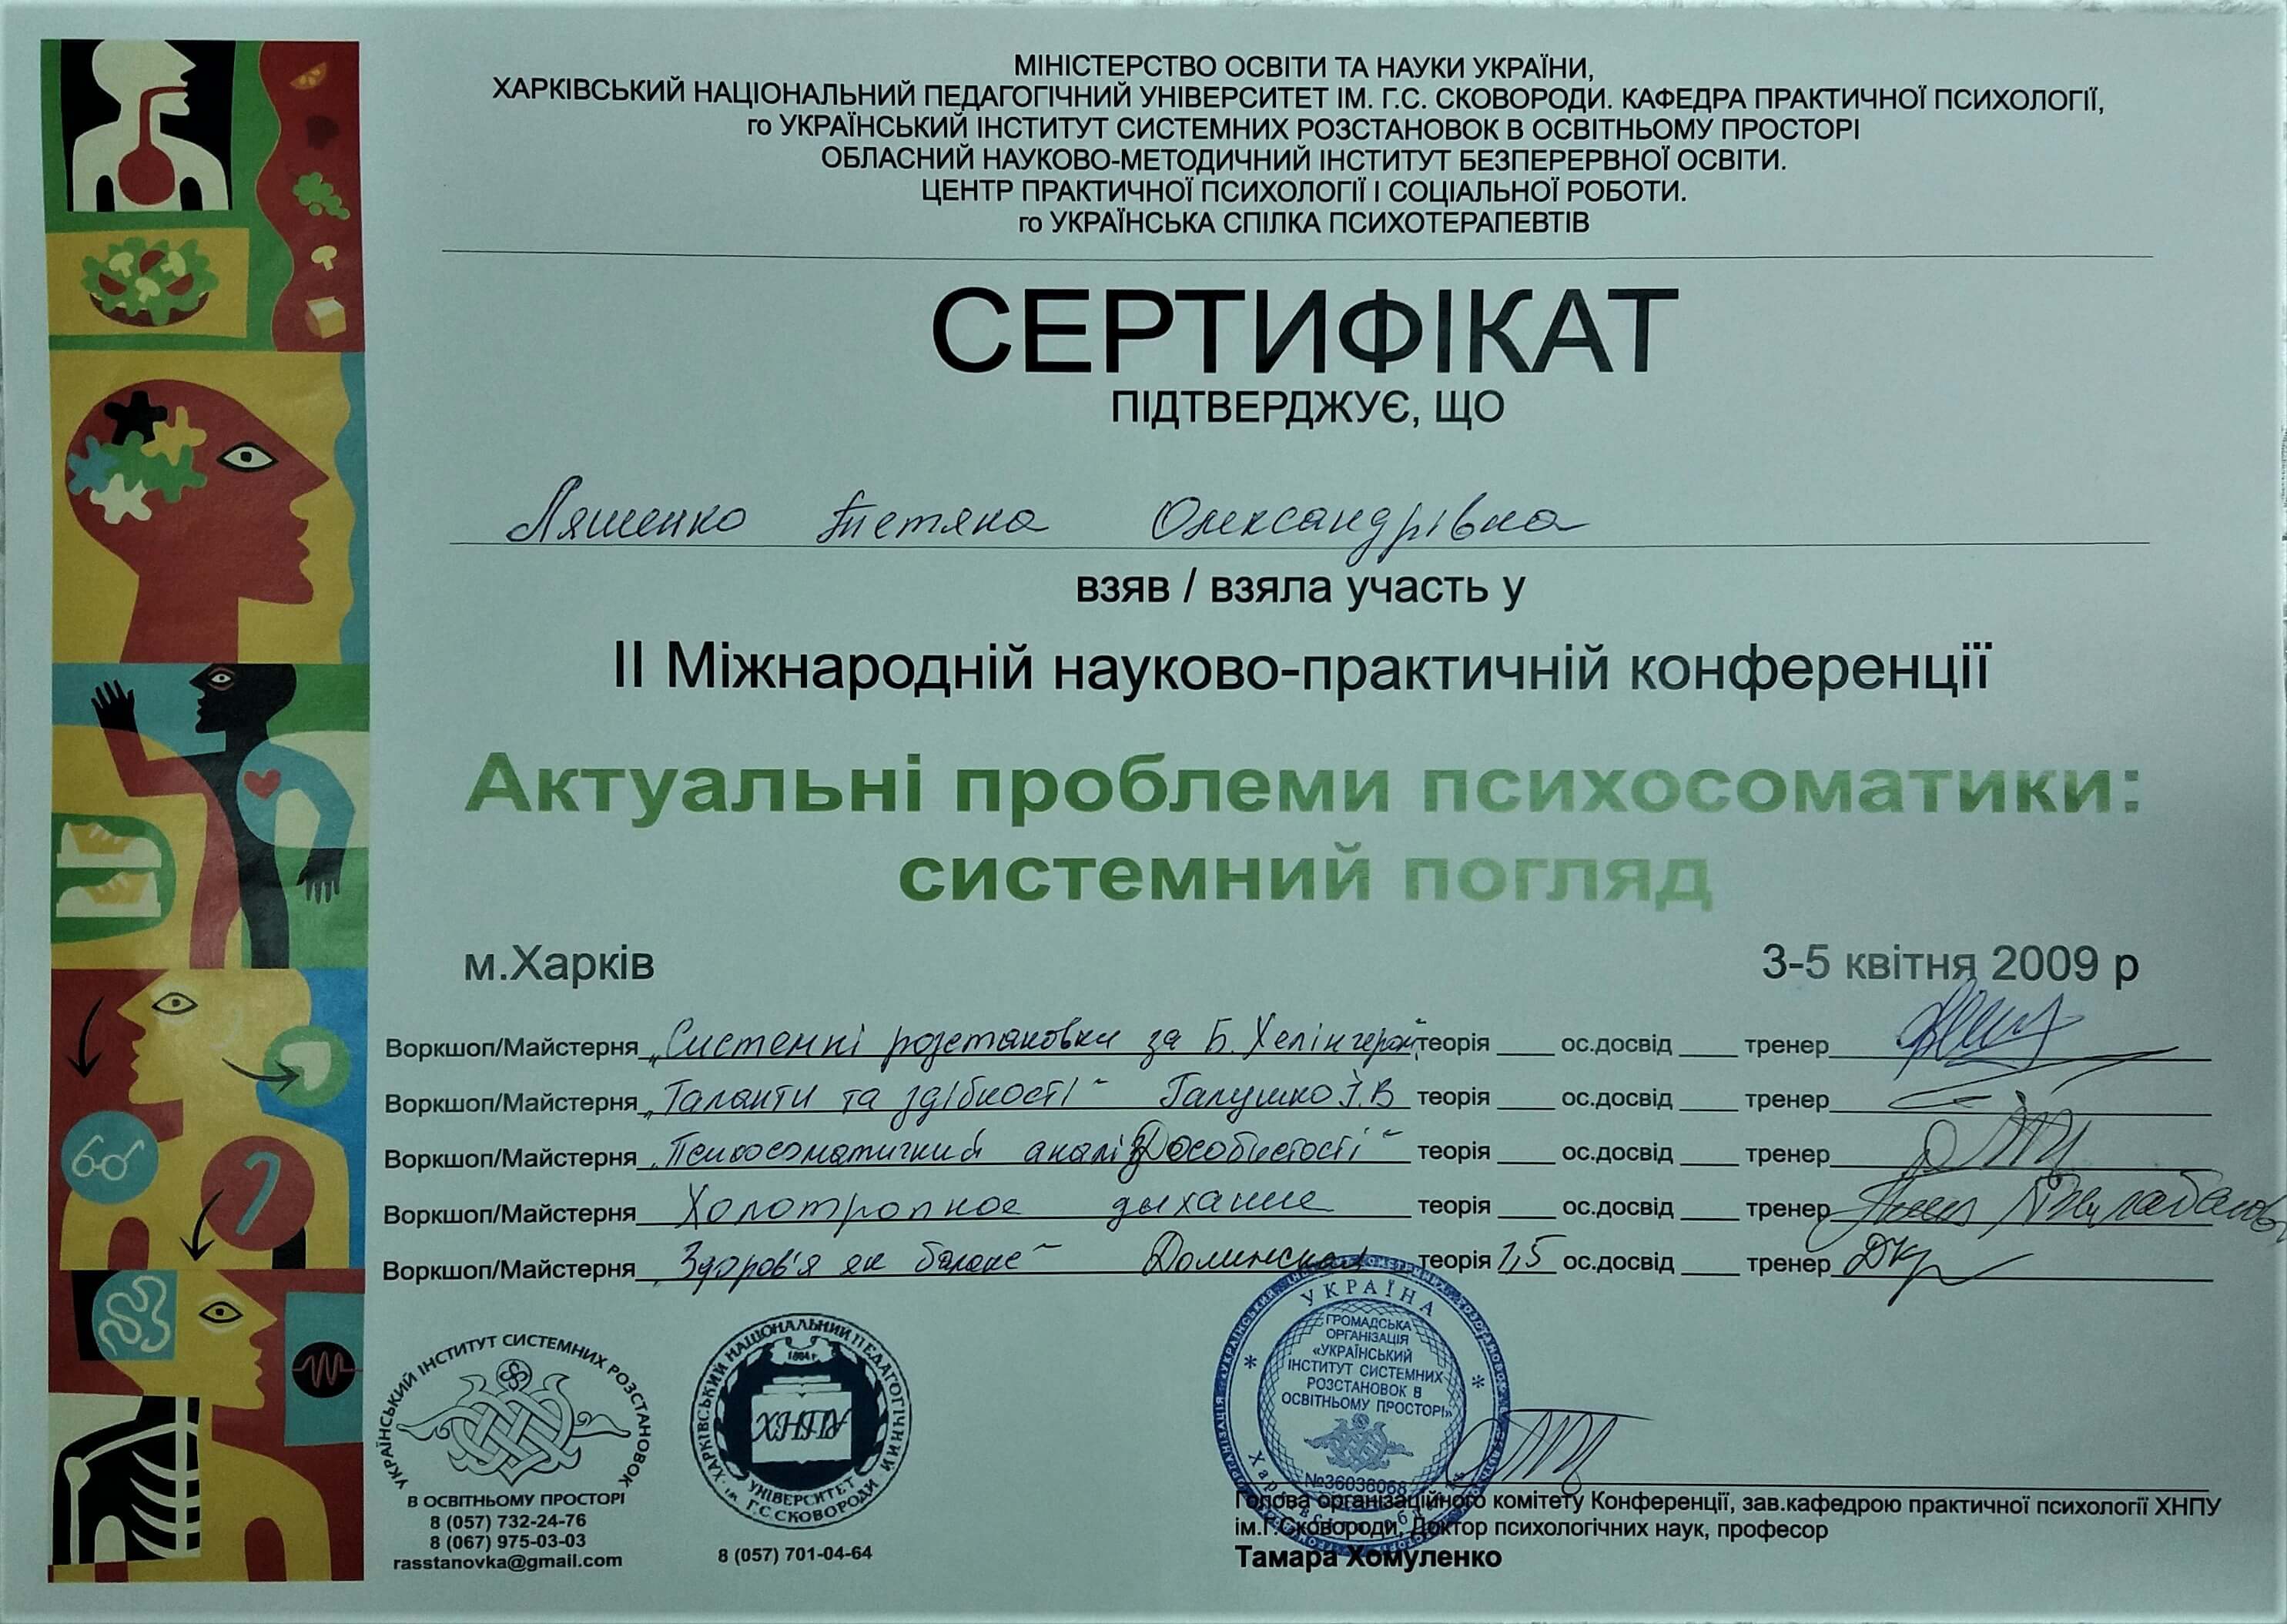 МІНІСТЕРСТВО ОСВІТИ ТА НАУКИ УКРАЇНИ,
ХАРКІВСЬКИЙ НАЦІОНАЛЬНИЙ ПЕДАГОГІЧНИЙ УНІВЕРСИТЕТ ІМ. Г.С. СКОВОРОДИ. КАФЕДРА ПРАКТИЧНОЇ ПСИХОЛОГІЇ,
го УКРАЇНСЬКИЙ ІНСТИТУТ СИСТЕМНИХ РОЗСТАНОВОК В ОСВІТНЬОМУ ПРОСТОРІ
ОБЛАСНИЙ НАУКОВО-МЕТОДИЧНИЙ ІНСТИТУТ БЕЗПЕРЕРВНОЇ ОСВІТИ.
ЦЕНТР ПРАКТИЧНОЇ ПСИХОЛОГІЇ І СОЦІАЛЬНОЇ РОБОТИ.
го УКРАЇНСЬКА СПІЛКА ПСИХОТЕРАПЕВТІВ
СЕРТИФІКАТ
ПІДТВЕРДЖУЄ, ЩО
Ляшенко Тетяна Олександрівна
взяв / взяла участь у
ІІ Міжнародній науково-практичній конференції
Актуальні проблеми психосоматики:
системний погляд
м.Харків 3-5 квітня 2009 р
Воркшоп/Майстерня „Системні розстановки за Б. Хелінгером" теорія ос.досвід тренер
Воркшоп/Майстерня „Таланти та здібності" Галушко І.В теорія ос.досвід тренер
Воркшоп/Майстерня „Психосоматичний аналіз особистості" теорія ос.досвід тренер
Воркшоп/Майстерня Холотропное дыхание теорія ос.досвід тренер
Воркшоп/Майстерня „Здоров'я як баланс" Долинская теорія 1,5 ос.досвід тренер
УКРАЇНСЬКИЙ ІНСТИТУТ СИСТЕМНИХ РОЗСТАНОВОК
В ОСВІТНЬОМУ ПРОСТОРІ
8 (057) 732-24-76
8 (067) 975-03-03
rasstanovka@gmail.com
ХАРКІВСЬКИЙ НАЦІОНАЛЬНИЙ ПЕДАГОГІЧНИЙ
УНІВЕРСИТЕТ
ім. Г.С.СКОВОРОДИ
1804 г.
ХНПУ
8 (057) 701-04-64
УКРАЇНА
ГРОМАДСЬКА
ОРГАНІЗАЦІЯ
«УКРАЇНСЬКИЙ
ІНСТИТУТ СИСТЕМНИХ
РОЗСТАНОВОК В
ОСВІТНЬОМУ ПРОСТОРІ»
№36036068
Голова організаційного комітету Конференції, зав.кафедрою практичної психології ХНПУ
ім.Г.Сковороди, Доктор психологічних наук, професор
Тамара Хомуленко